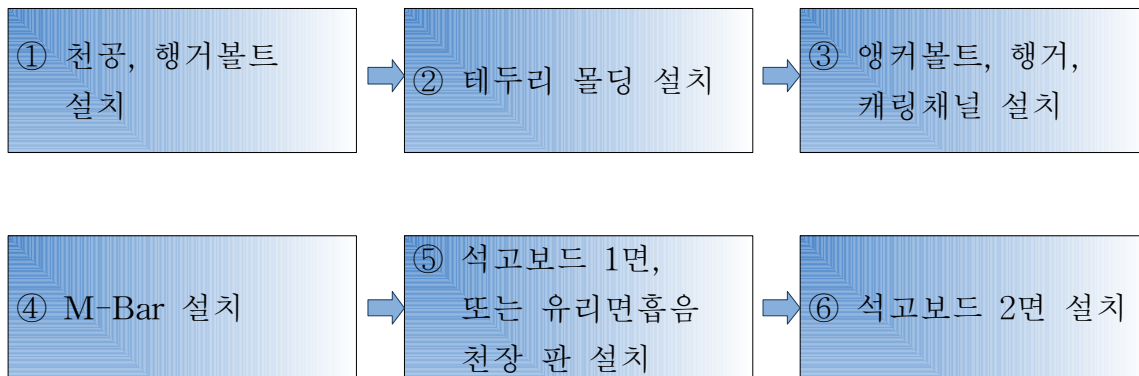 ① 천공, 행거볼트
설치
② 테두리 몰딩 설치
③ 앵커볼트, 행거,
캐링채널 설치
④ M-Bar 설치
⑤ 석고보드 1면,
또는 유리면흡음
천장 판 설치
⑥ 석고보드 2면 설치